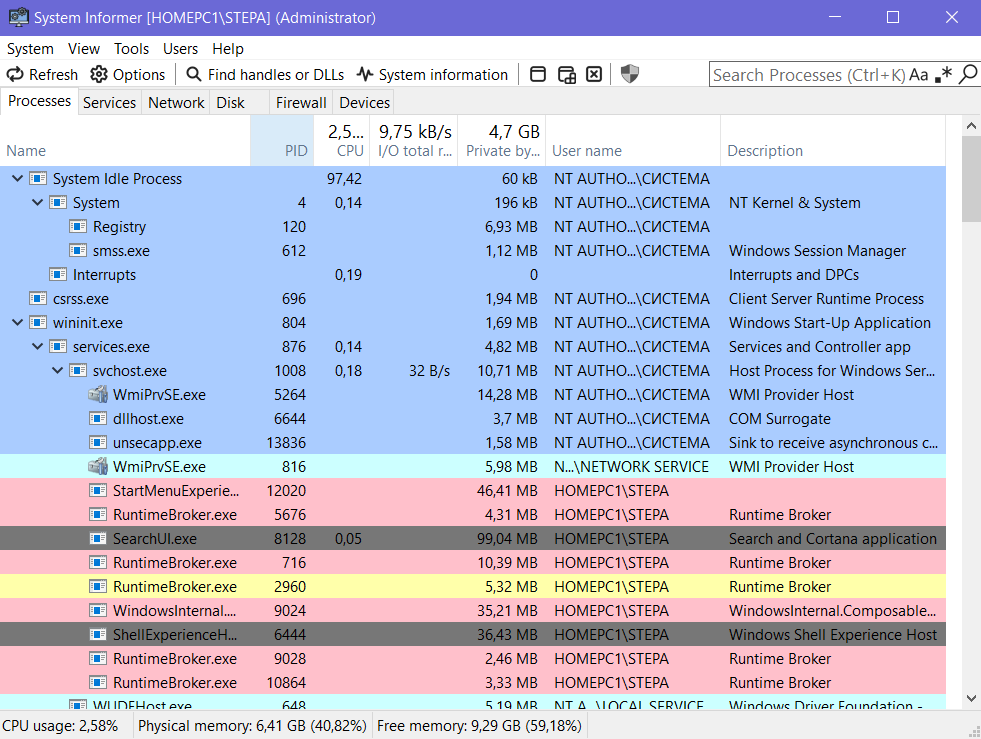 System Informer [HOMEPC1\STEPA] (Administrator)
System View Tools Users Help
Refresh Options Find handles or DLLs System information Search Processes (Ctrl+K) Aa .*
Processes Services Network Disk Firewall Devices
2,5... 9,75 kB/s 4,7 GB
Name PID CPU I/O total r... Private by... User name Description
System Idle Process 97,42 60 kB NT AUTHO...\СИСТЕМА
System 4 0,14 196 kB NT AUTHO...\СИСТЕМА NT Kernel & System
Registry 120 6,93 MB NT AUTHO...\СИСТЕМА
smss.exe 612 1,12 MB NT AUTHO...\СИСТЕМА Windows Session Manager
Interrupts 0,19 0 Interrupts and DPCs
csrss.exe 696 1,94 MB NT AUTHO...\СИСТЕМА Client Server Runtime Process
wininit.exe 804 1,69 MB NT AUTHO...\СИСТЕМА Windows Start-Up Application
services.exe 876 0,14 4,82 MB NT AUTHO...\СИСТЕМА Services and Controller app
svchost.exe 1008 0,18 32 B/s 10,71 MB NT AUTHO...\СИСТЕМА Host Process for Windows Ser...
WmiPrvSE.exe 5264 14,28 MB NT AUTHO...\СИСТЕМА WMI Provider Host
dllhost.exe 6644 3,7 MB NT AUTHO...\СИСТЕМА COM Surrogate
unsecapp.exe 13836 1,58 MB NT AUTHO...\СИСТЕМА Sink to receive asynchronous c...
WmiPrvSE.exe 816 5,98 MB N...\NETWORK SERVICE WMI Provider Host
StartMenuExperie... 12020 46,41 MB HOMEPC1\STEPA
RuntimeBroker.exe 5676 4,31 MB HOMEPC1\STEPA Runtime Broker
SearchUI.exe 8128 0,05 99,04 MB HOMEPC1\STEPA Search and Cortana application
RuntimeBroker.exe 716 10,39 MB HOMEPC1\STEPA Runtime Broker
RuntimeBroker.exe 2960 5,32 MB HOMEPC1\STEPA Runtime Broker
WindowsInternal.... 9024 35,21 MB HOMEPC1\STEPA WindowsInternal.Composable...
ShellExperienceH... 6444 36,43 MB HOMEPC1\STEPA Windows Shell Experience Host
RuntimeBroker.exe 9028 2,46 MB HOMEPC1\STEPA Runtime Broker
RuntimeBroker.exe 10864 3,33 MB HOMEPC1\STEPA Runtime Broker
WUDFHost.exe 648 5,19 MB NT A...\LOCAL SERVICE Windows Driver Foundation -
CPU usage: 2,58% Physical memory: 6,41 GB (40,82%) Free memory: 9,29 GB (59,18%)